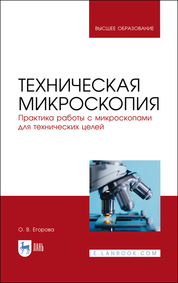 ВЫСШЕЕ ОБРАЗОВАНИЕ
ТЕХНИЧЕСКАЯ
МИКРОСКОПИЯ
Практика работы с микроскопами
для технических целей
О. В. Егорова
ЛАНЬ
E.LANBOOK.COM